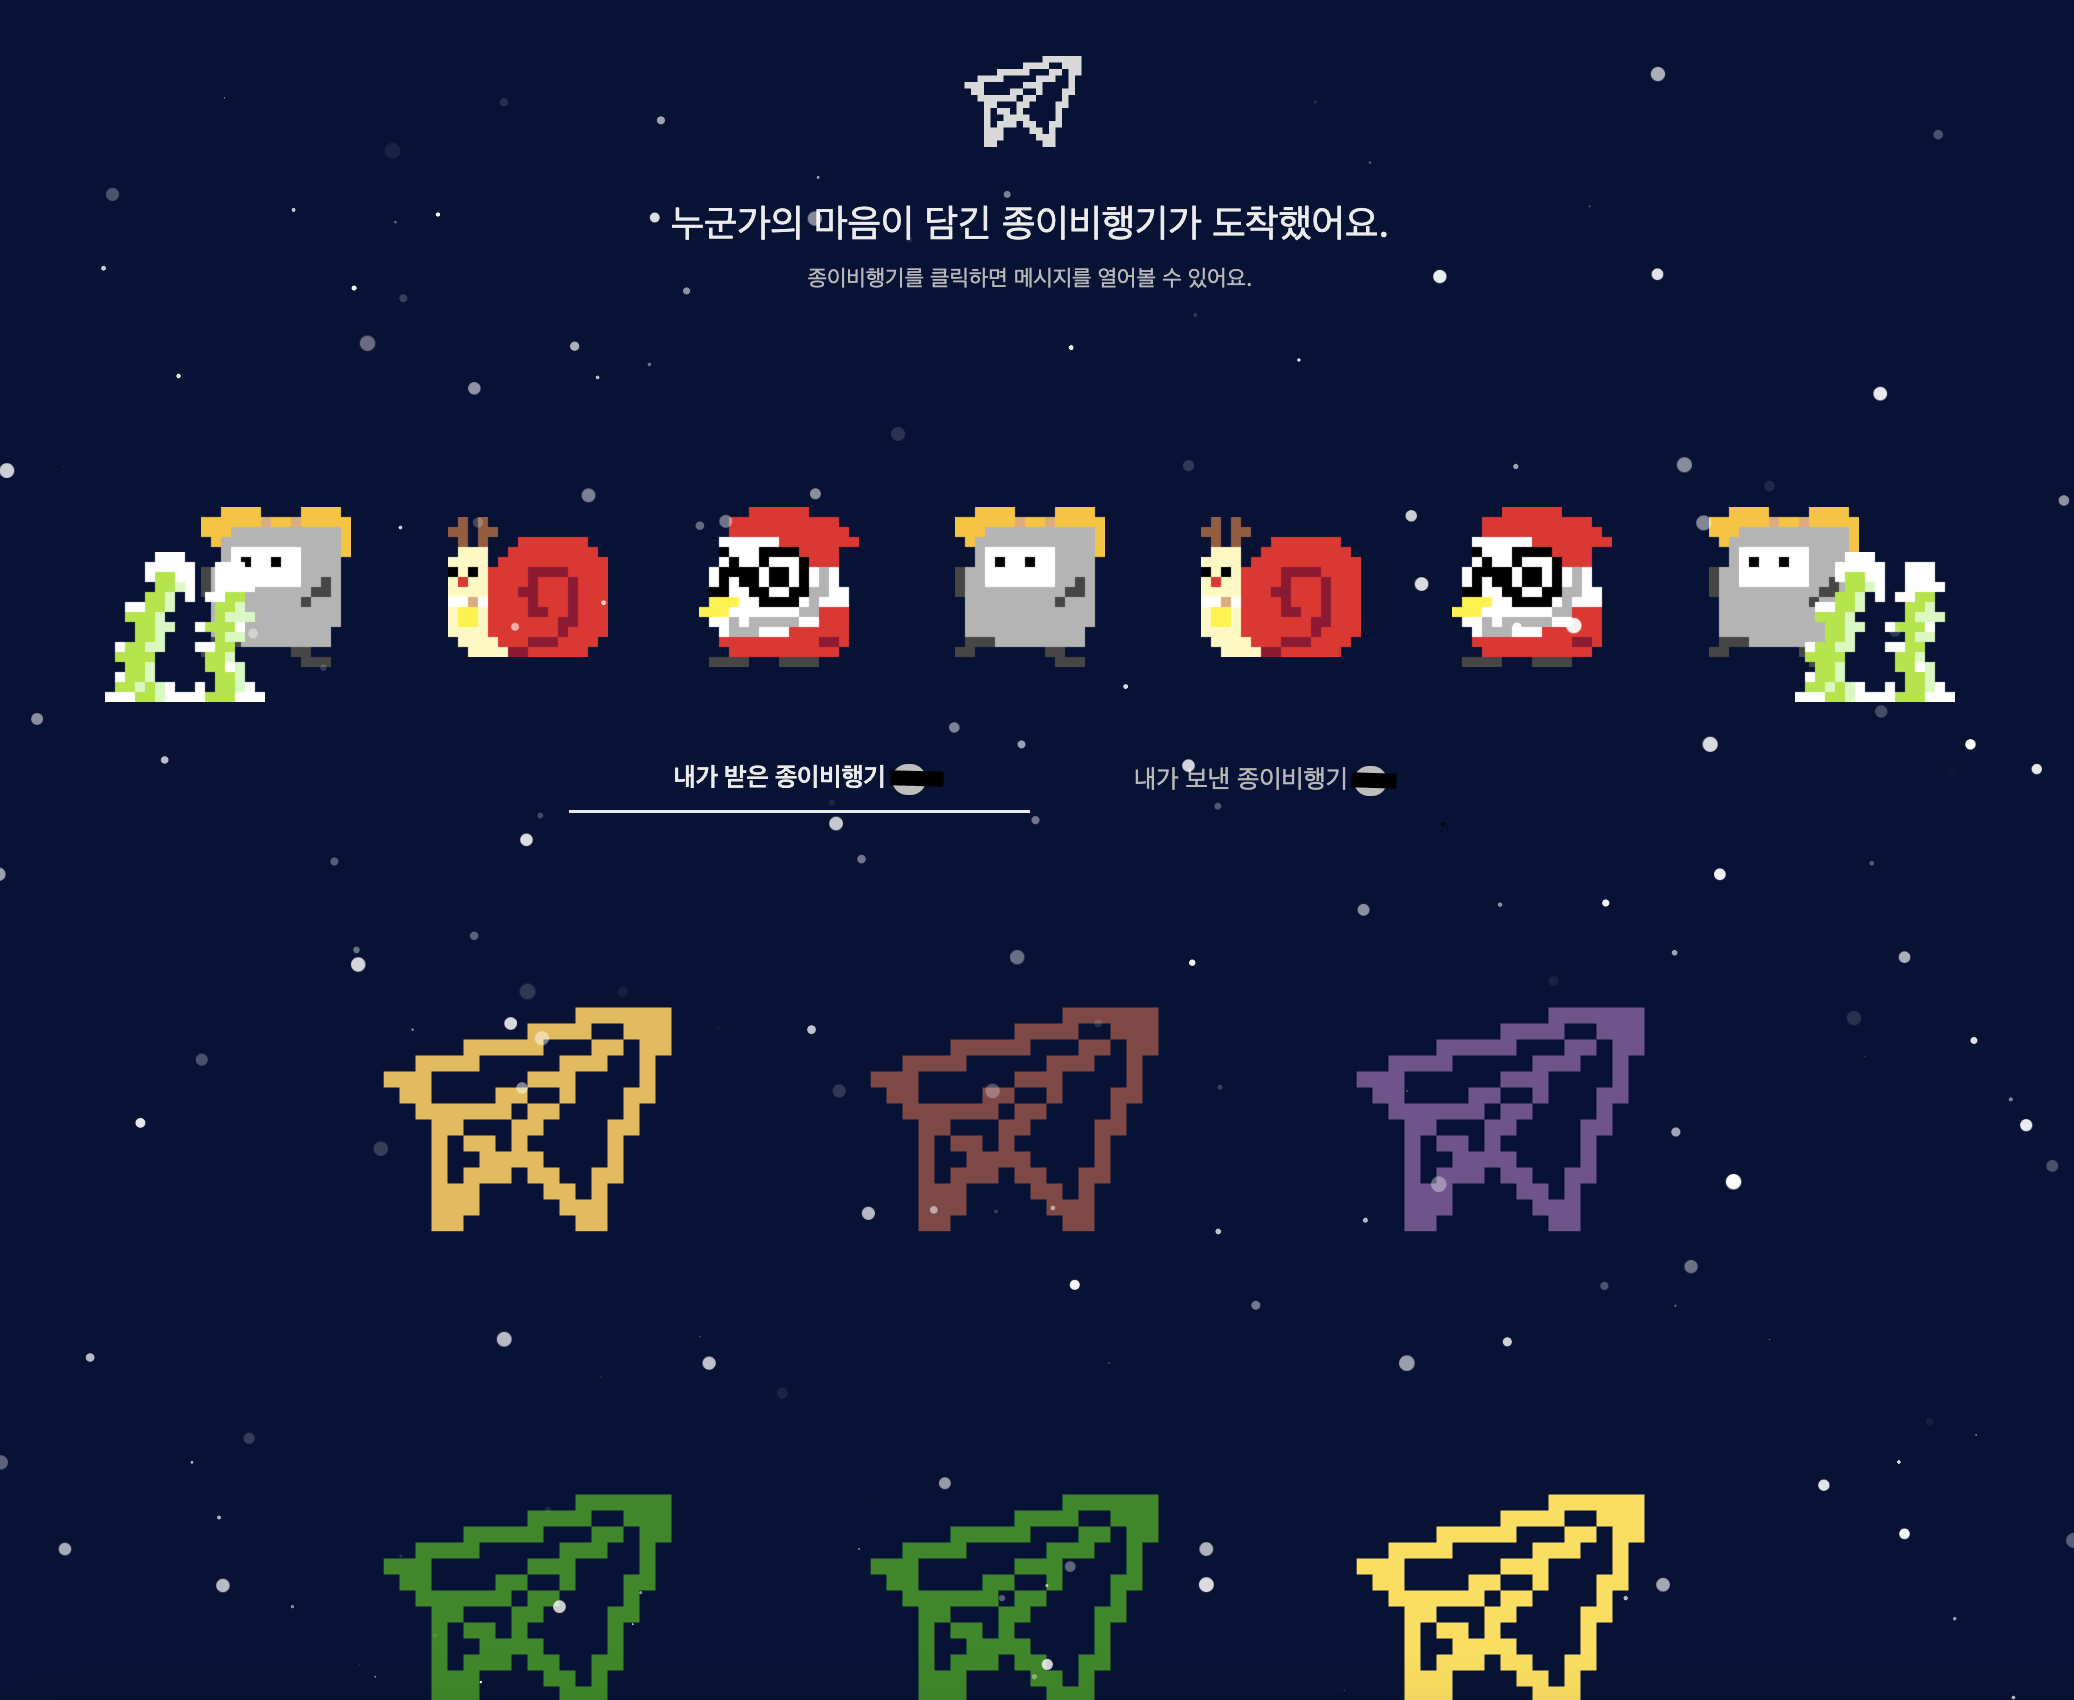 누군가의 마음이 담긴 종이비행기가 도착했어요.
종이비행기를 클릭하면 메시지를 열어볼 수 있어요.
내가 받은 종이비행기
내가 보낸 종이비행기